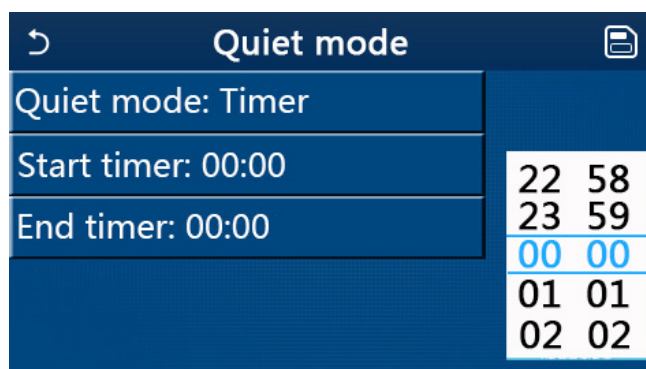 Quiet mode
Quiet mode: Timer
Start timer: 00:00
End timer: 00:00
22 58
23 59
00 00
01 01
02 02